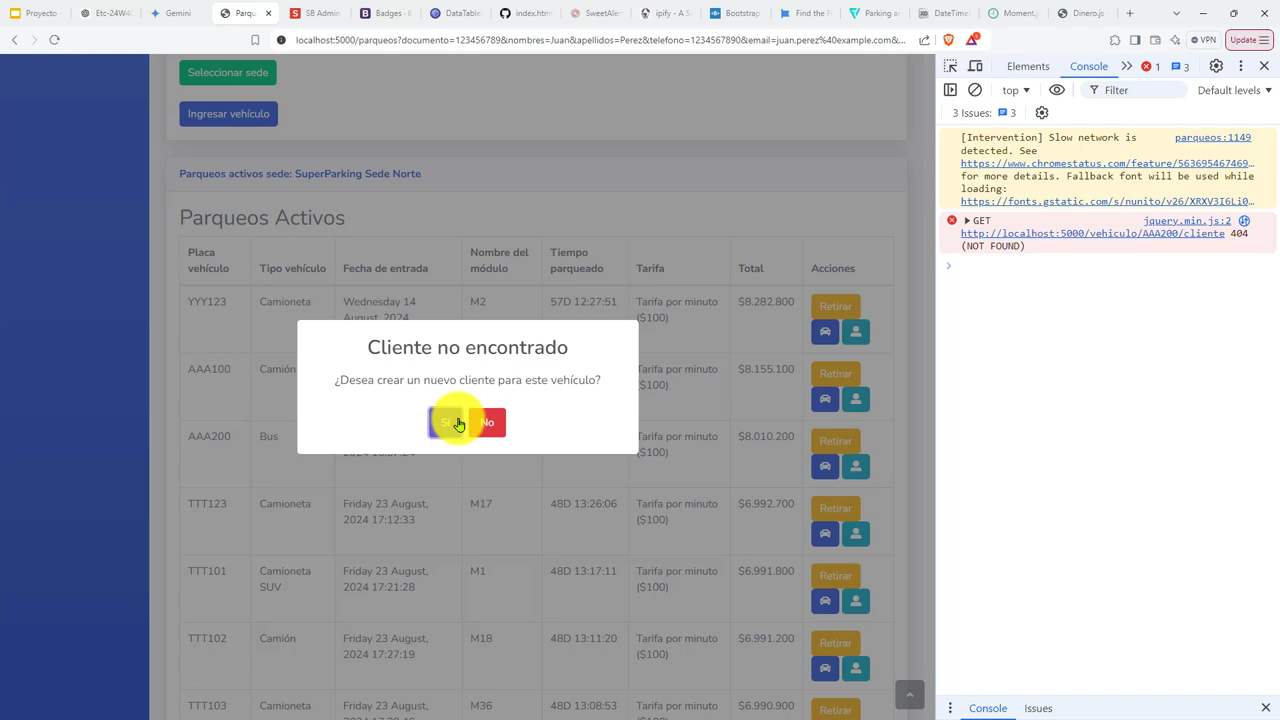 Proyecto
Etc-24W4
Gemini
Parqu
SB Admin
Badges - B
DataTable
index.htm
SweetAler
ipify - A S
Bootstrap
Find the R
Parking ar
DateTime
Moment.j
Dinero.js
localhost:5000/parqueos?documento=123456789&nombres=Juan&apellidos=Perez&telefono=1234567890&email=juan.perez%40example.com&...
VPN
Update
Seleccionar sede
Ingresar vehículo
Parqueos activos sede: SuperParking Sede Norte
Parqueos Activos
Placa vehículo Tipo vehículo Fecha de entrada Nombre del módulo Tiempo parqueado Tarifa Total Acciones
YYY123 Camioneta Wednesday 14 August, 2024 M2 57D 12:27:51 Tarifa por minuto ($100) $8.282.800 Retirar
AAA100 Camión $8.155.100 Retirar
($100)
AAA200 Bus $8.010.200 Retirar
($100)
TTT123 Camioneta Friday 23 August, 2024 17:12:33 M17 48D 13:26:06 Tarifa por minuto ($100) $6.992.700 Retirar
TTT101 Camioneta SUV Friday 23 August, 2024 17:21:28 M1 48D 13:17:11 Tarifa por minuto ($100) $6.991.800 Retirar
TTT102 Camión Friday 23 August, 2024 17:27:19 M18 48D 13:11:20 Tarifa por minuto ($100) $6.991.200 Retirar
TTT103 Camioneta Friday 23 August, M36 48D 13:08:53 Tarifa por minuto $6.990.900 Retirar
Cliente no encontrado
¿Desea crear un nuevo cliente para este vehículo?
No
Elements
Console
1
3
top
Filter
Default levels
3 Issues:
3
[Intervention] Slow network is parqueos:1149
detected. See
https://www.chromestatus.com/feature/563695467469...
for more details. Fallback font will be used while
loading:
https://fonts.gstatic.com/s/nunito/v26/XRXV3I6Li0...
GET jquery.min.js:2
http://localhost:5000/vehiculo/AAA200/cliente 404
(NOT FOUND)
Console
Issues